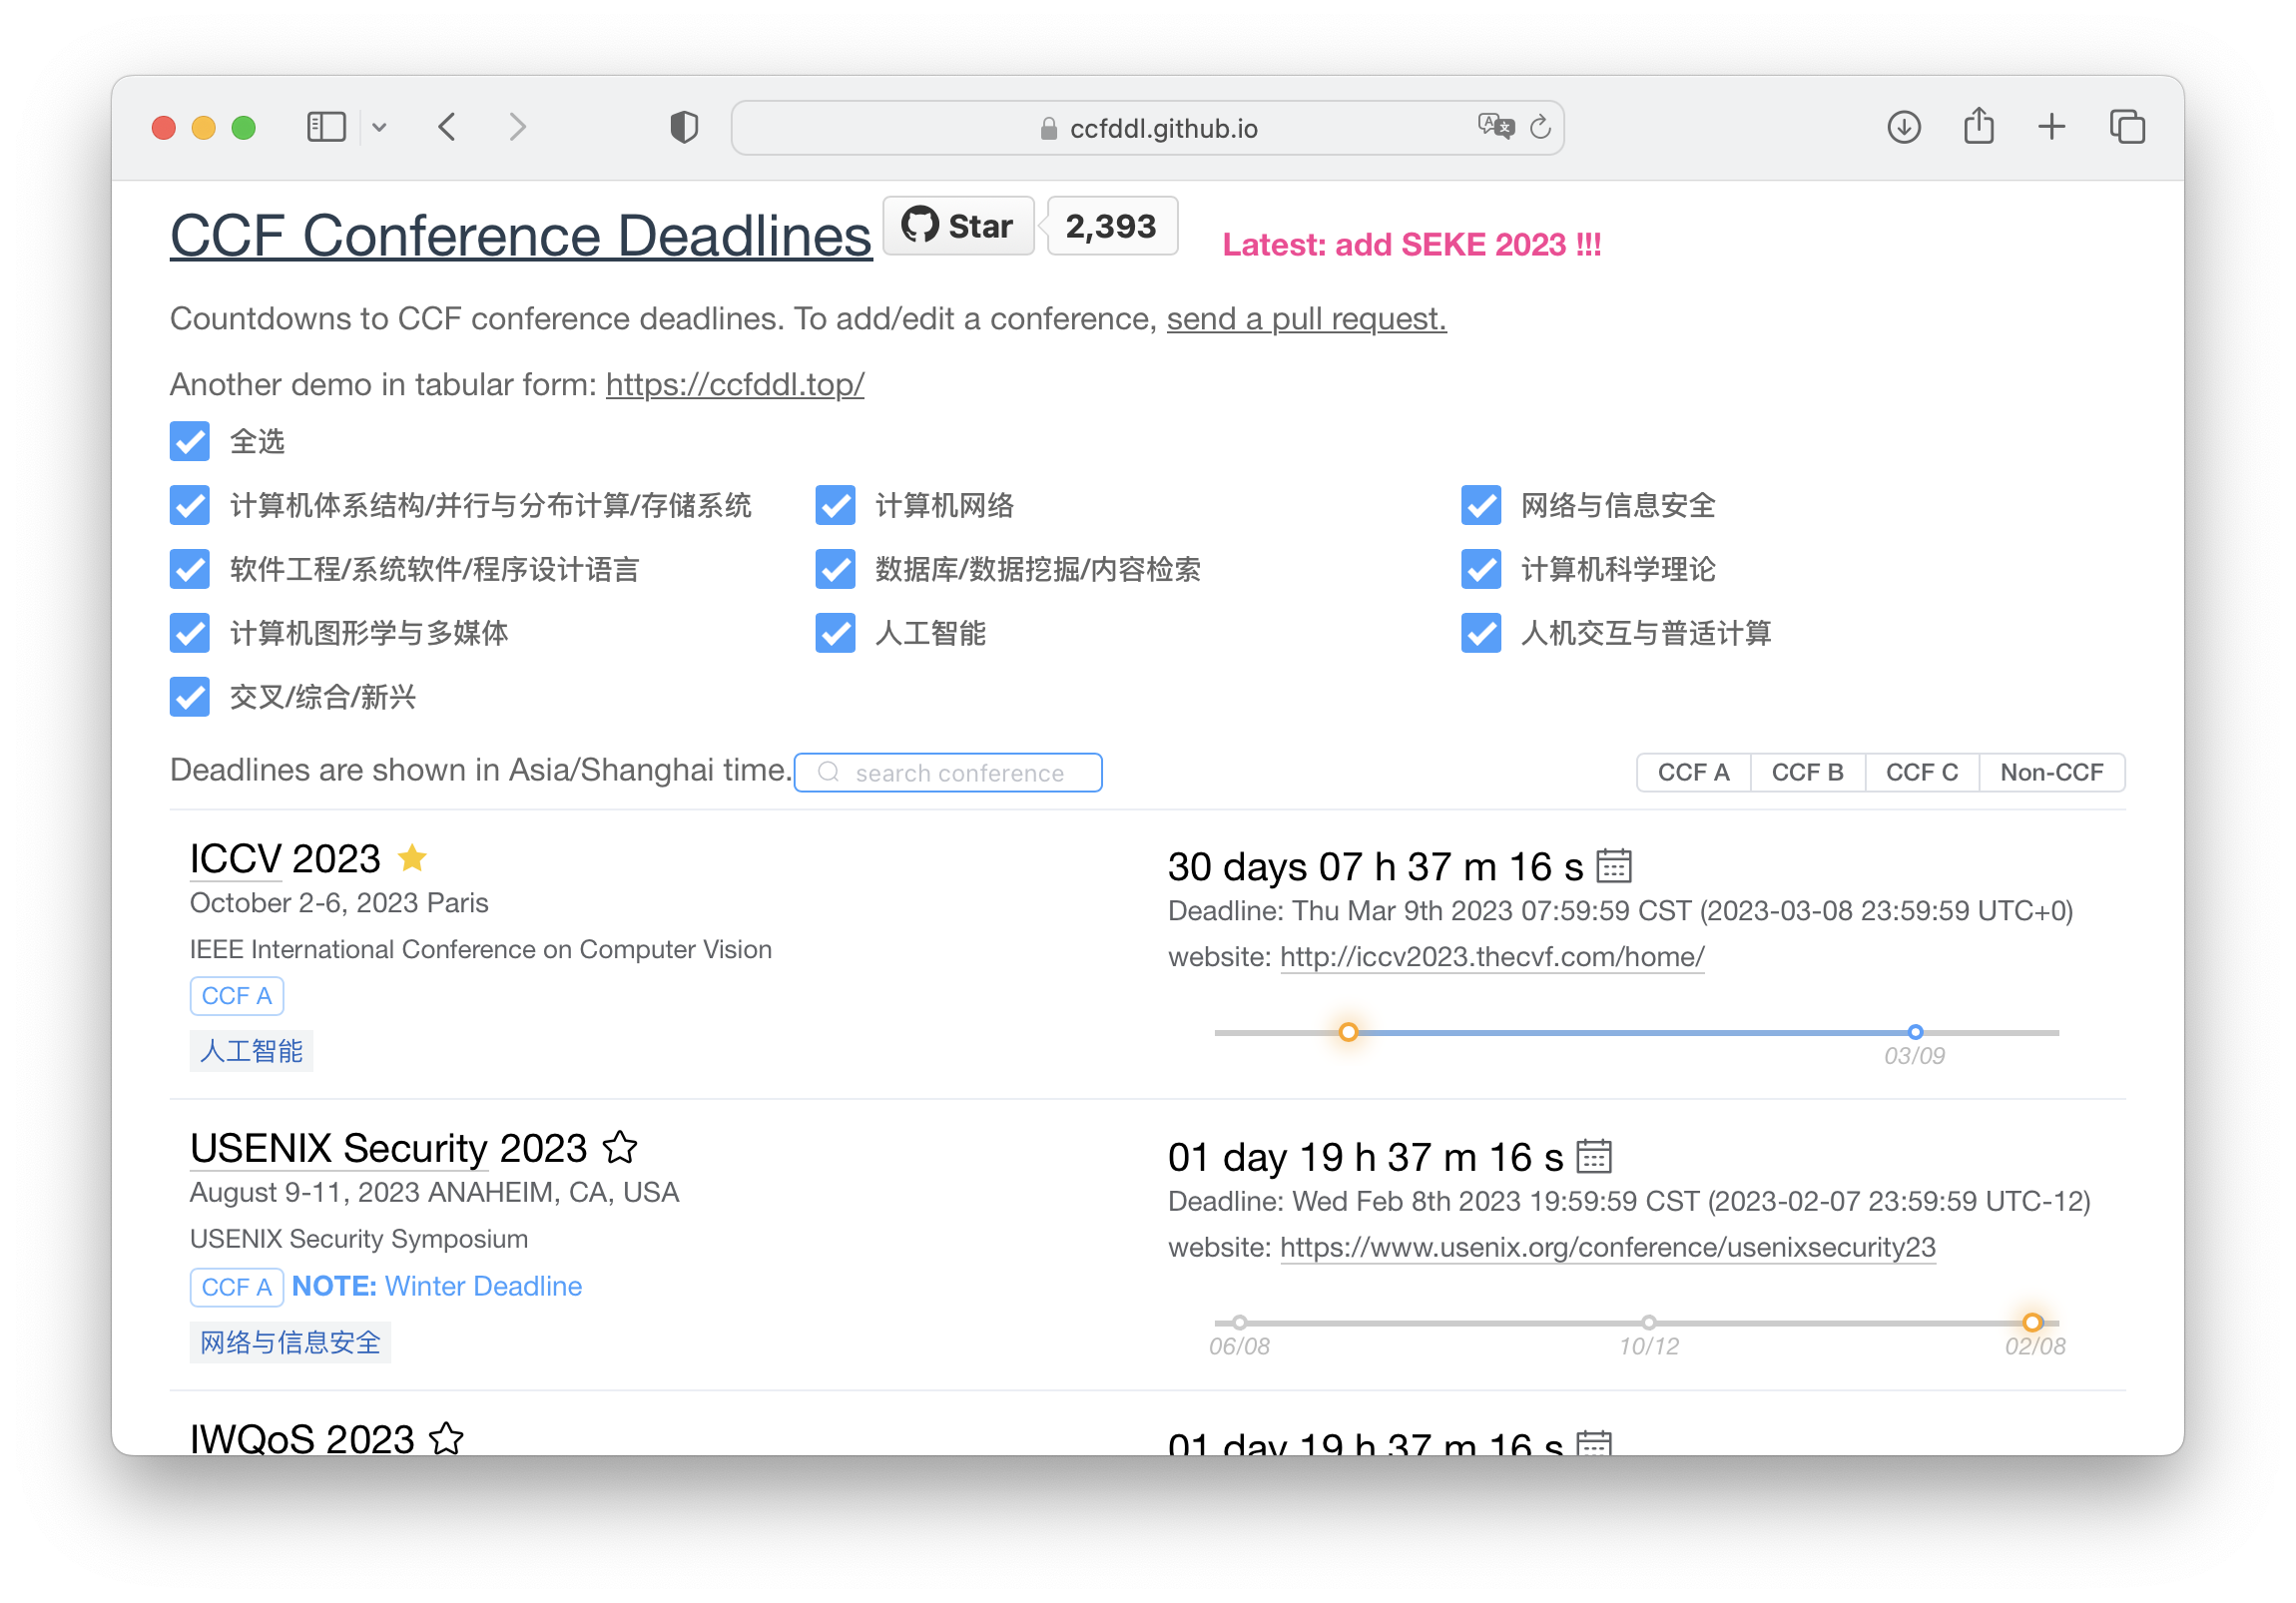 ccfddl.github.io
CCF Conference Deadlines Star 2,393 Latest: add SEKE 2023 !!!
Countdowns to CCF conference deadlines. To add/edit a conference, send a pull request.
Another demo in tabular form: https://ccfddl.top/
全选
计算机体系结构/并行与分布计算/存储系统 计算机网络 网络与信息安全
软件工程/系统软件/程序设计语言 数据库/数据挖掘/内容检索 计算机科学理论
计算机图形学与多媒体 人工智能 人机交互与普适计算
交叉/综合/新兴
Deadlines are shown in Asia/Shanghai time. search conference CCF A CCF B CCF C Non-CCF
ICCV 2023
October 2-6, 2023 Paris
IEEE International Conference on Computer Vision
CCF A
人工智能
30 days 07 h 37 m 16 s
Deadline: Thu Mar 9th 2023 07:59:59 CST (2023-03-08 23:59:59 UTC+0)
website: http://iccv2023.thecvf.com/home/
03/09
USENIX Security 2023
August 9-11, 2023 ANAHEIM, CA, USA
USENIX Security Symposium
CCF A NOTE: Winter Deadline
网络与信息安全
01 day 19 h 37 m 16 s
Deadline: Wed Feb 8th 2023 19:59:59 CST (2023-02-07 23:59:59 UTC-12)
website: https://www.usenix.org/conference/usenixsecurity23
06/08 10/12 02/08
IWQoS 2023
01 day 19 h 37 m 16 s